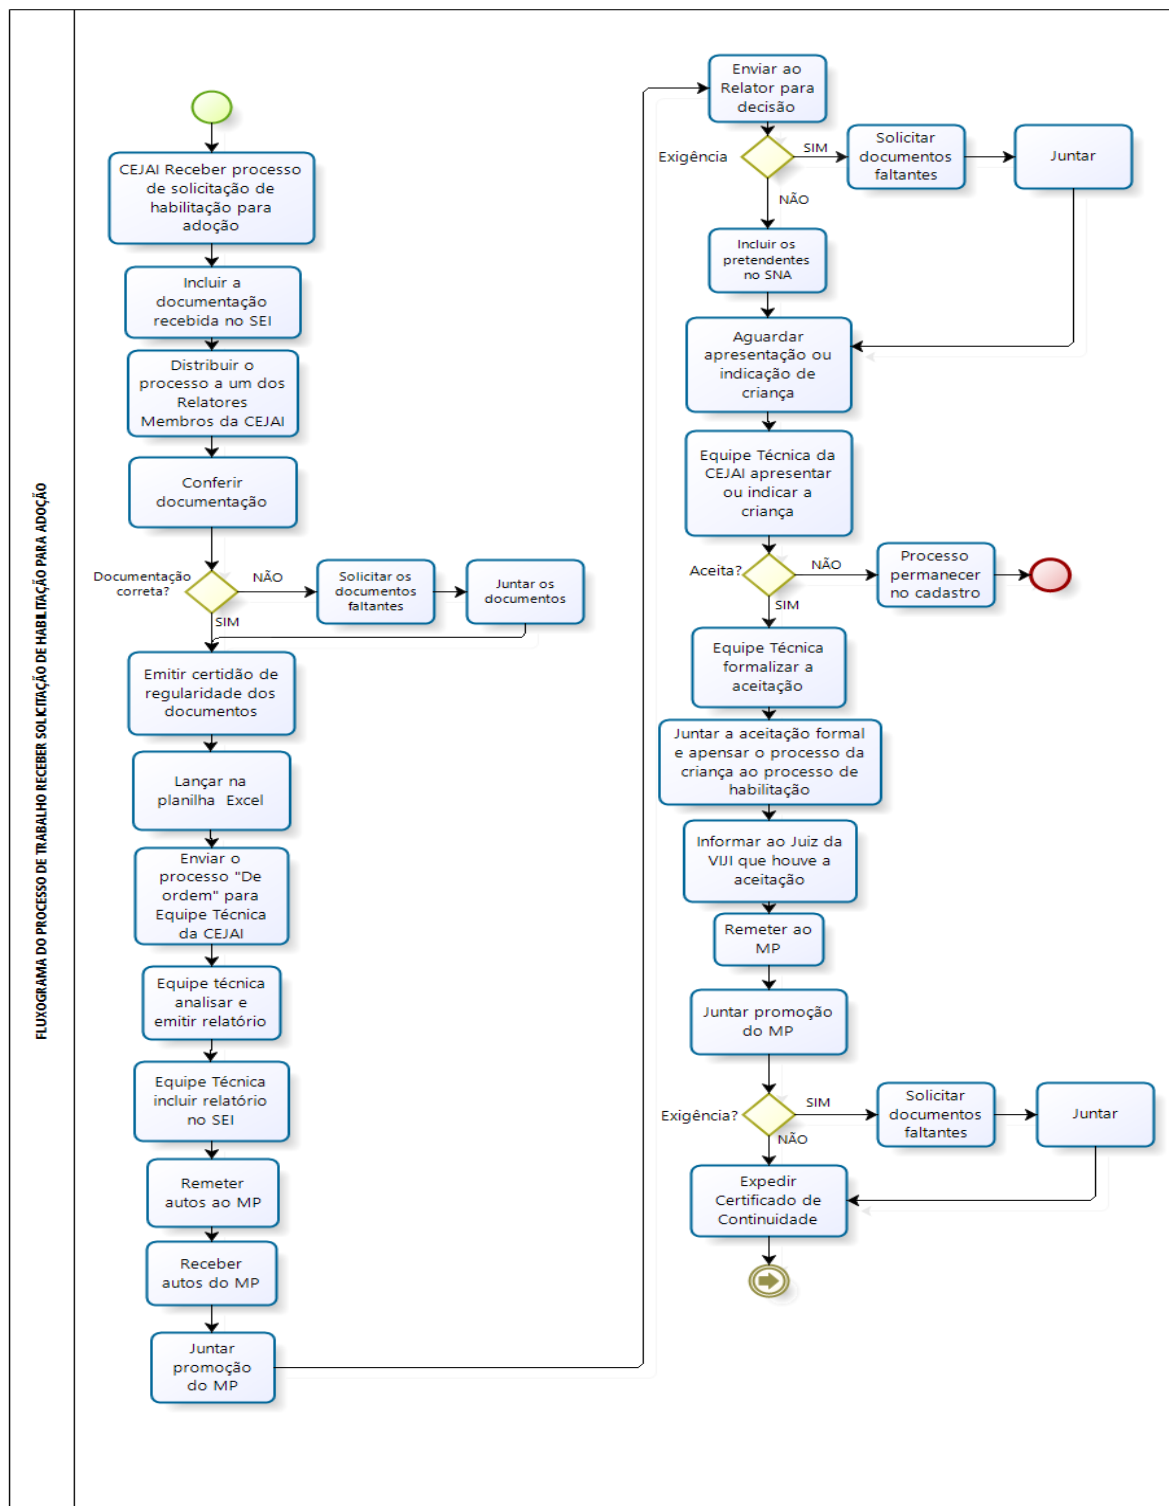 FLUXOGRAMA DO PROCESSO DE TRABALHO RECEBER SOLICITAÇÃO DE HABILITAÇÃO PARA ADOÇÃO
CEJAI Receber processo
de solicitação de
habilitação para
adoção
Incluir a
documentação
recebida no SEI
Distribuir o
processo a um dos
Relatores
Membros da CEJAI
Conferir
documentação
Documentação
correta?
NÃO
SIM
Solicitar os
documentos
faltantes
Juntar os
documentos
Emitir certidão de
regularidade dos
documentos
Lançar na
planilha Excel
Enviar o
processo "De
ordem" para
Equipe Técnica
da CEJAI
Equipe técnica
analisar e
emitir relatório
Equipe Técnica
incluir relatório
no SEI
Remeter
autos ao MP
Receber
autos do MP
Juntar
promoção
do MP
Enviar ao
Relator para
decisão
Exigência
SIM
NÃO
Solicitar
documentos
faltantes
Juntar
Incluir os
pretendentes
no SNA
Aguardar
apresentação ou
indicação de
criança
Equipe Técnica da
CEJAI apresentar
ou indicar a
criança
Aceita?
NÃO
SIM
Processo
permanecer
no cadastro
Equipe Técnica
formalizar a
aceitação
Juntar a aceitação formal
e apensar o processo da
criança ao processo de
habilitação
Informar ao Juiz da
VIJI que houve a
aceitação
Remeter ao
MP
Juntar promoção
do MP
Exigência?
SIM
NÃO
Solicitar
documentos
faltantes
Juntar
Expedir
Certificado de
Continuidade